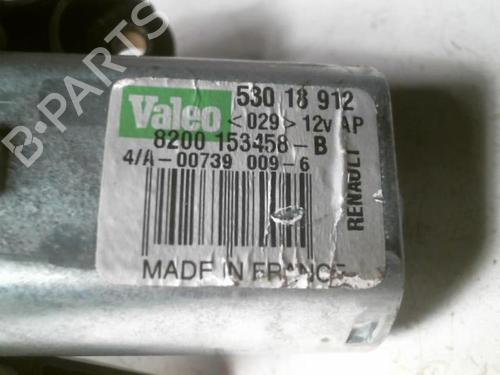 Valeo
530 18 912
<029> 12v AP
8200 153458-B
4/A-00739 009-6
RENAULT
MADE IN FRANCE
B-PARTS